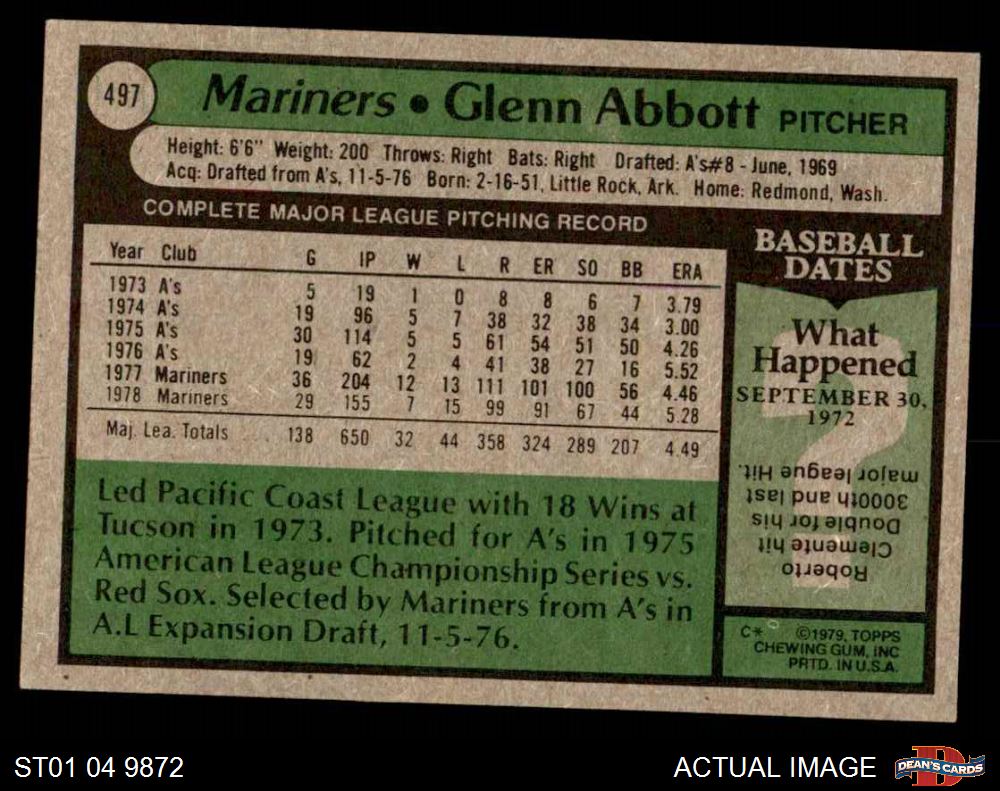 497
Mariners • Glenn Abbott PITCHER
Height: 6'6" Weight: 200 Throws: Right Bats: Right Drafted: A's#8 - June, 1969
Acq: Drafted from A's, 11-5-76 Born: 2-16-51, Little Rock, Ark. Home: Redmond, Wash.
COMPLETE MAJOR LEAGUE PITCHING RECORD
Year Club G IP W L R ER SO BB ERA
1973 A's 5 19 1 0 8 8 6 7 3.79
1974 A's 19 96 5 7 38 32 38 34 3.00
1975 A's 30 114 5 5 61 54 51 50 4.26
1976 A's 19 62 2 4 41 38 27 16 5.52
1977 Mariners 36 204 12 13 111 101 100 56 4.46
1978 Mariners 29 155 7 15 99 91 67 44 5.28
Maj. Lea. Totals 138 650 32 44 358 324 289 207 4.49
Led Pacific Coast League with 18 Wins at
Tucson in 1973. Pitched for A's in 1975
American League Championship Series vs.
Red Sox. Selected by Mariners from A's in
A.L Expansion Draft, 11-5-76.
BASEBALL
DATES
What
Happened
SEPTEMBER 30,
1972
?
Roberto
Clemente hit
Double for his
3000th and last
major league Hit.
C* ©1979, TOPPS
CHEWING GUM, INC
PRTD. IN U.S.A.
ST01 04 9872
ACTUAL IMAGE
DEAN'S CARDS